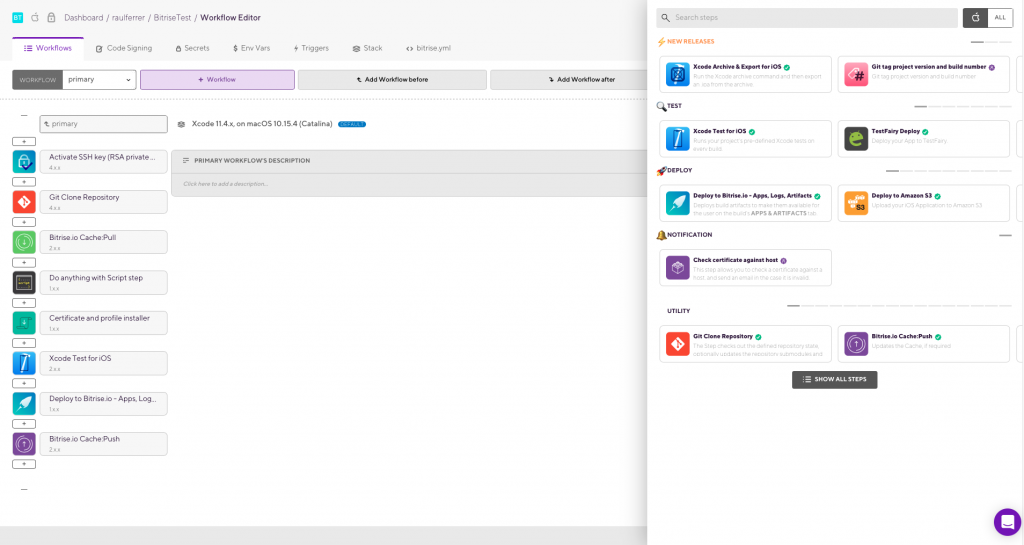 BT Dashboard / raulferrer / BitriseTest / Workflow Editor
Workflows Code Signing Secrets $ Env Vars Triggers Stack <> bitrise.yml
WORKFLOW primary + Workflow Add Workflow before Add Workflow after
primary Xcode 11.4.x, on macOS 10.15.4 (Catalina) DEFAULT
+
Activate SSH key (RSA private ...
4.x.x
+
Git Clone Repository
4.x.x
+
Bitrise.io Cache:Pull
2.x.x
+
Do anything with Script step
1.x.x
+
Certificate and profile installer
1.x.x
+
Xcode Test for iOS
2.x.x
+
Deploy to Bitrise.io - Apps, Log...
1.x.x
+
Bitrise.io Cache:Push
2.x.x
+
PRIMARY WORKFLOW'S DESCRIPTION
Click here to add a description...
Search steps
ALL
NEW RELEASES
Xcode Archive & Export for iOS
Run the Xcode archive command and then export
an .ipa from the archive.
Git tag project version and build number
Git tag project version and build number
TEST
Xcode Test for iOS
Runs your project's pre-defined Xcode tests on
every build.
TestFairy Deploy
Deploy your App to TestFairy
DEPLOY
Deploy to Bitrise.io - Apps, Logs, Artifacts
Deploys build artifacts to make them available for
the user on the build's APPS & ARTIFACTS tab.
Deploy to Amazon S3
S3
Upload your iOS Application to Amazon S3
NOTIFICATION
Check certificate against host
This step allows you to check a certificate against a
host, and send an email in the case it is invalid.
UTILITY
Git Clone Repository
The Step checks out the defined repository state,
optionally updates the repository submodules and
Bitrise.io Cache:Push
Updates the Cache, if required.
SHOW ALL STEPS